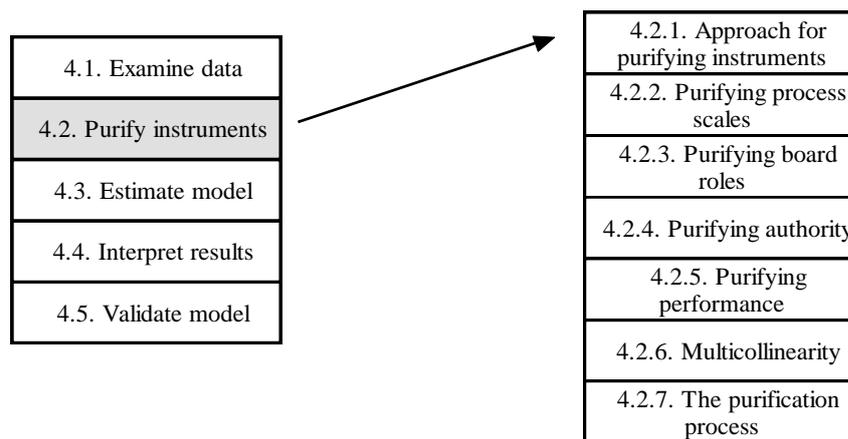 4.1. Examine data
4.2. Purify instruments
4.3. Estimate model
4.4. Interpret results
4.5. Validate model
4.2.1. Approach for
purifying instruments
4.2.2. Purifying process
scales
4.2.3. Purifying board
roles
4.2.4. Purifying authority
4.2.5. Purifying
performance
4.2.6. Multicollinearity
4.2.7. The purification
process